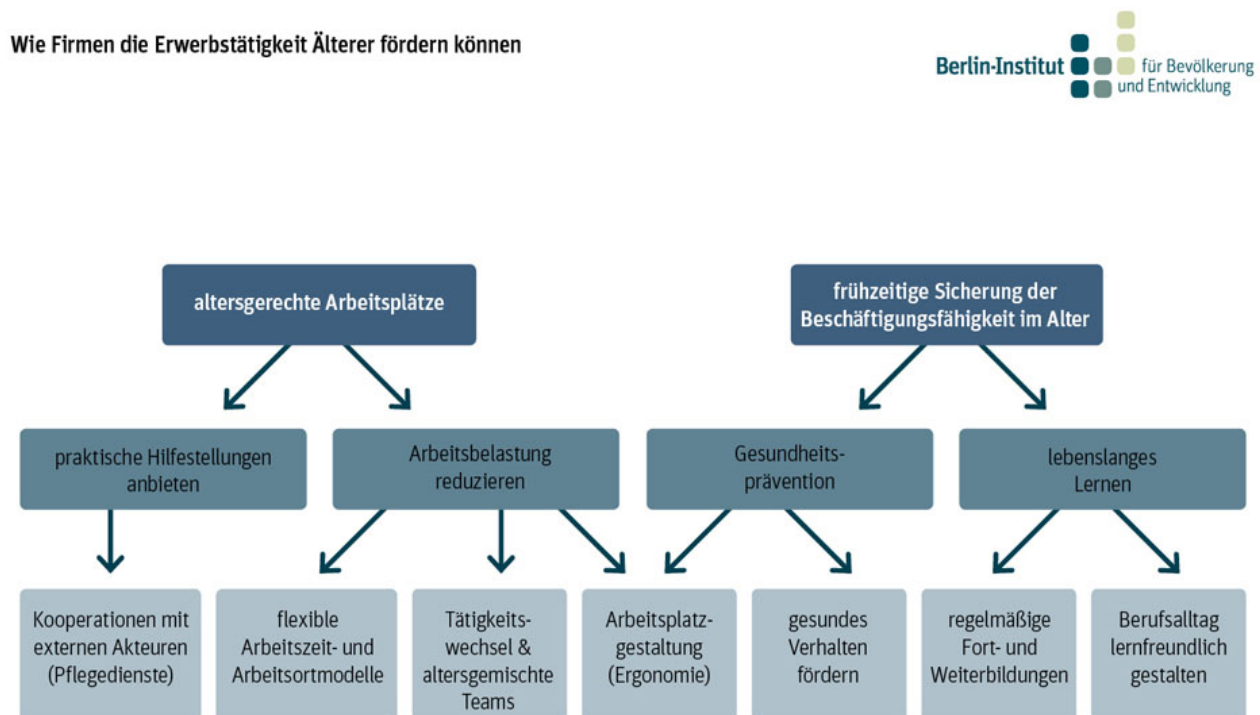 Wie Firmen die Erwerbstätigkeit Älterer fördern können
Berlin-Institut
für Bevölkerung
und Entwicklung
altersgerechte Arbeitsplätze
frühzeitige Sicherung der
Beschäftigungsfähigkeit im Alter
praktische Hilfestellungen
anbieten
Arbeitsbelastung
reduzieren
Gesundheits-
prävention
lebenslanges
Lernen
Kooperationen mit
externen Akteuren
(Pflegedienste)
flexible
Arbeitszeit- und
Arbeitsortmodelle
Tätigkeits-
wechsel &
altersgemischte
Teams
Arbeitsplatz-
gestaltung
(Ergonomie)
gesundes
Verhalten
fördern
regelmäßige
Fort- und
Weiterbildungen
Berufsalltag
lernfreundlich
gestalten